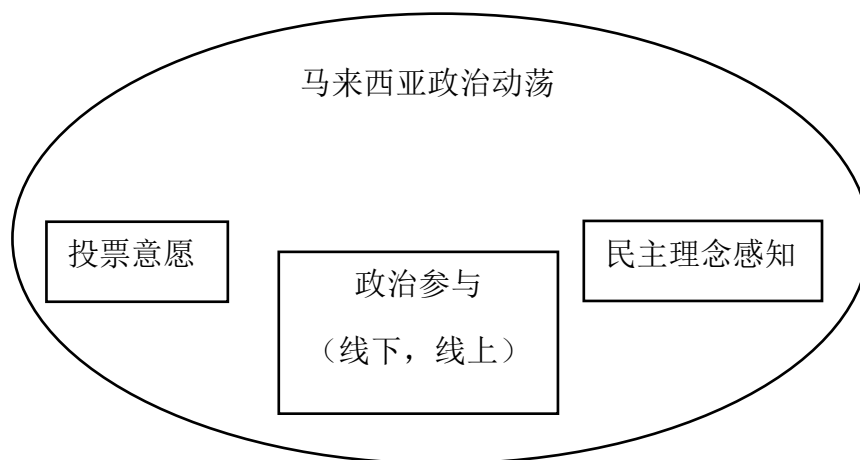 马来西亚政治动荡
投票意愿
政治参与
（线下，线上）
民主理念感知